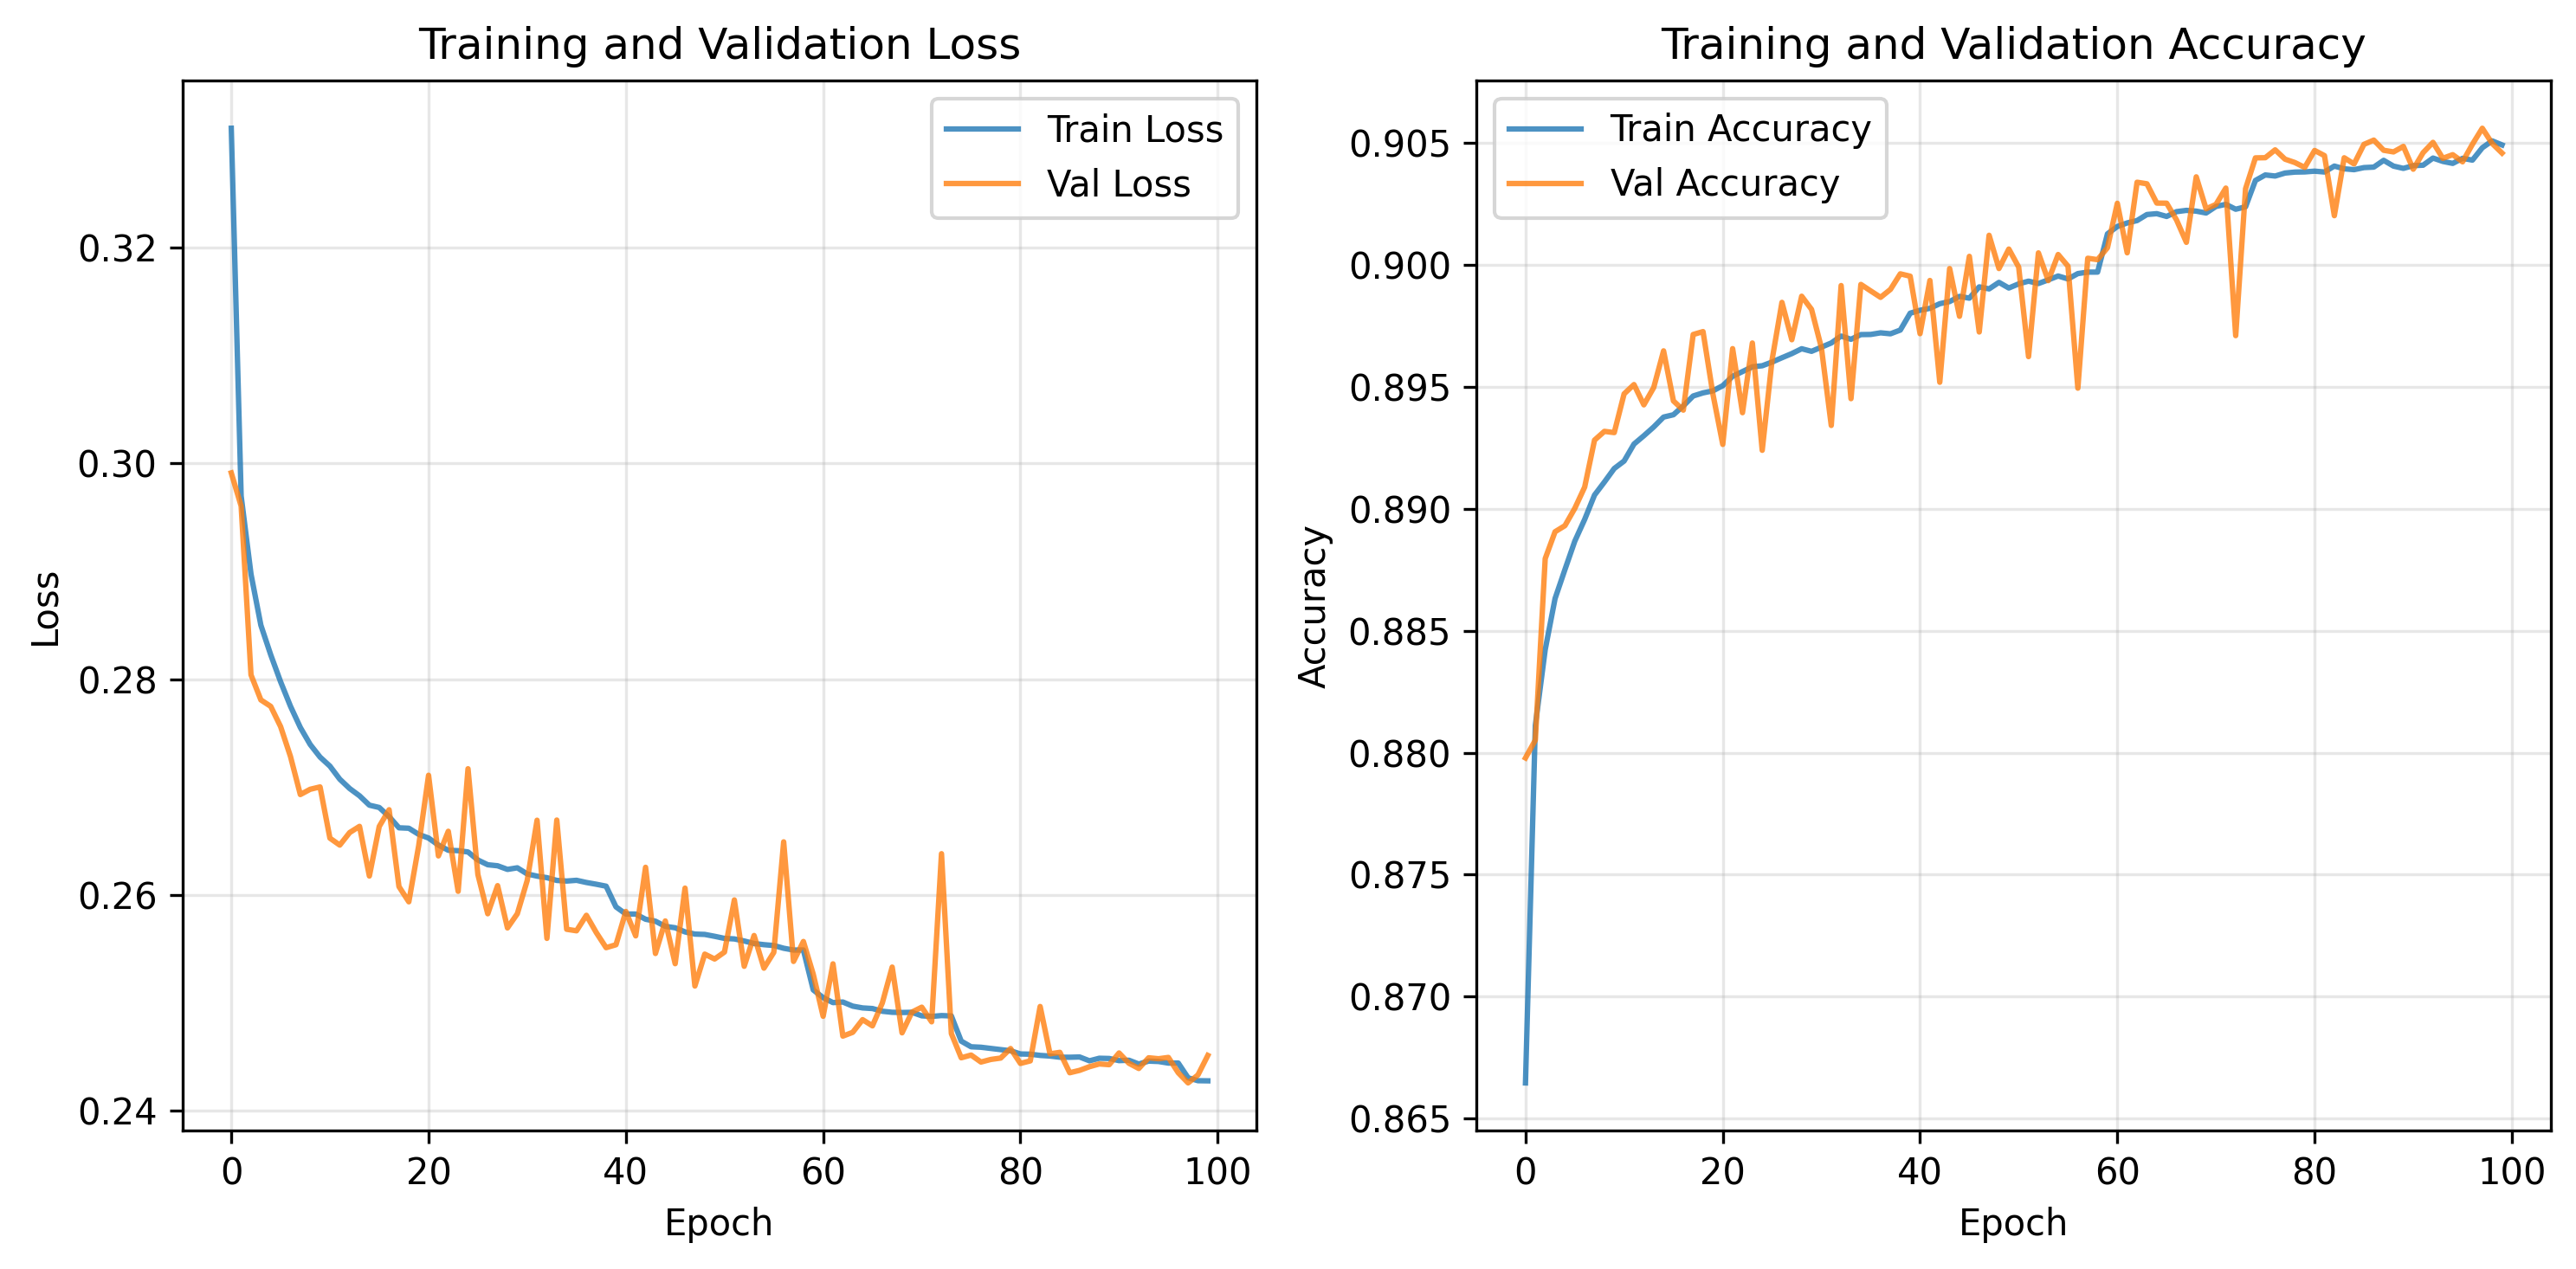 Training and Validation Loss
Train Loss
Val Loss
0.32
0.30
0.28
0.26
0.24
Loss
0 20 40 60 80 100
Epoch
Training and Validation Accuracy
Train Accuracy
Val Accuracy
0.905
0.900
0.895
0.890
0.885
0.880
0.875
0.870
0.865
Accuracy
0 20 40 60 80 100
Epoch